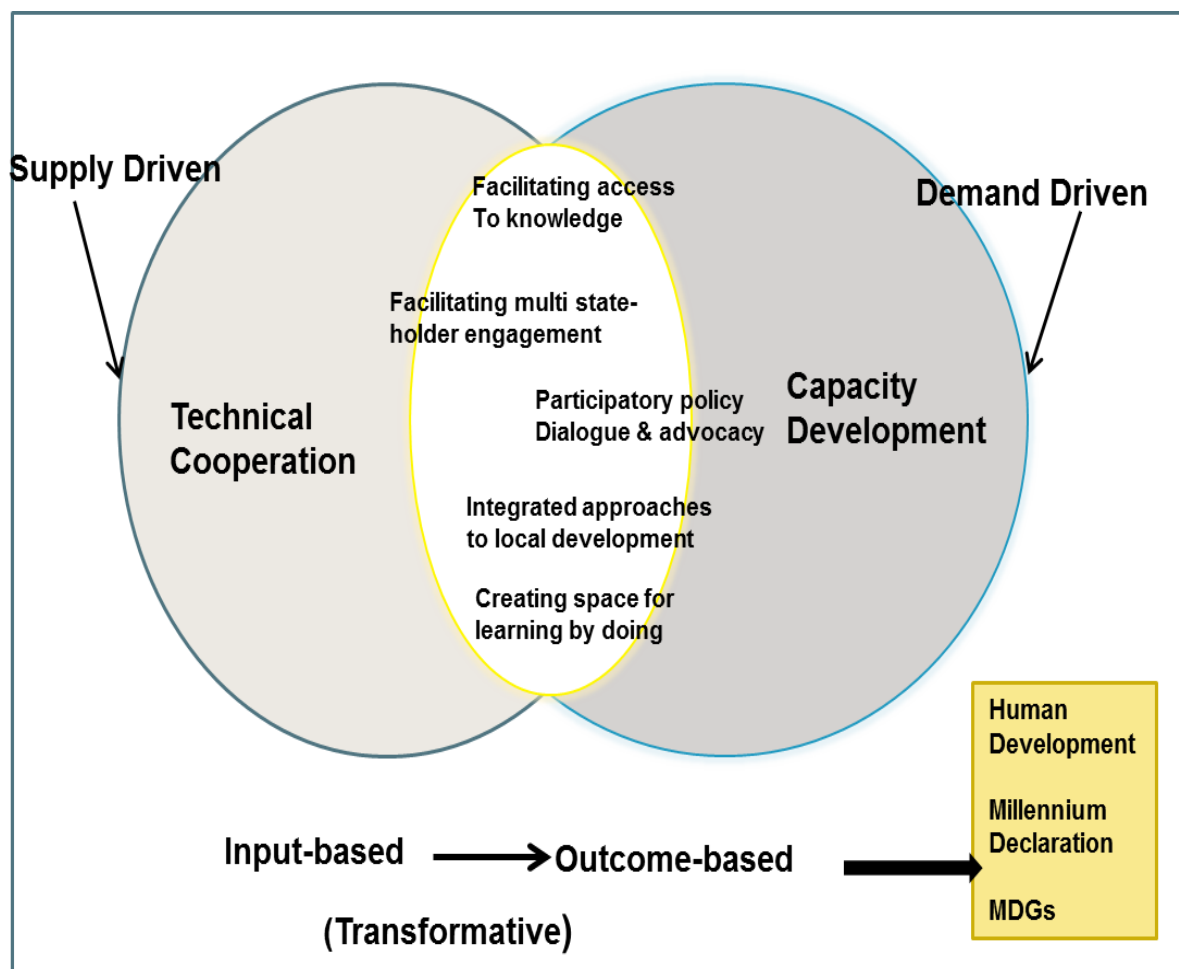 Supply Driven
Demand Driven
Facilitating access
To knowledge
Facilitating multi state-
holder engagement
Participatory policy
Dialogue & advocacy
Technical
Cooperation
Capacity
Development
Integrated approaches
to local development
Creating space for
learning by doing
Input-based
Outcome-based
(Transformative)
Human
Development
Millennium
Declaration
MDGs